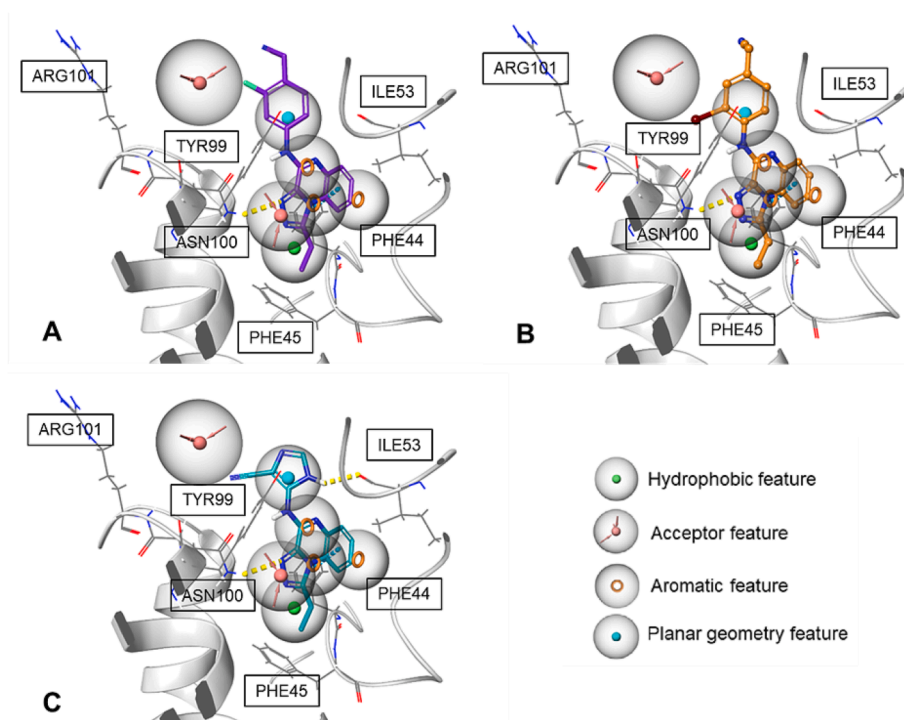 ARG101
ILE53
TYR99
ASN100
PHE44
PHE45
A
ARG101
ILE53
TYR99
ASN100
PHE44
PHE45
B
ARG101
ILE53
TYR99
ASN100
PHE44
PHE45
C
Hydrophobic feature
Acceptor feature
Aromatic feature
Planar geometry feature